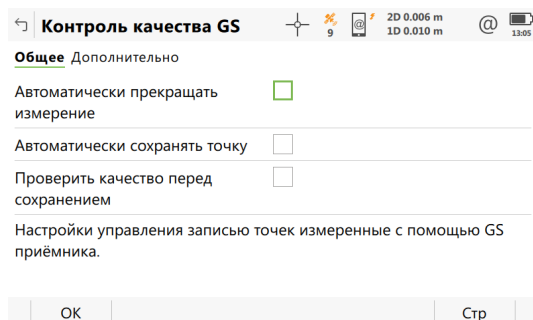 Контроль качества GS 9 @ 2D 0.006 m @
1D 0.010 m 13:05
Общее Дополнительно
Автоматически прекращать
измерение
Автоматически сохранять точку
Проверить качество перед
сохранением
Настройки управления записью точек измеренные с помощью GS
приёмника.
OK Стр